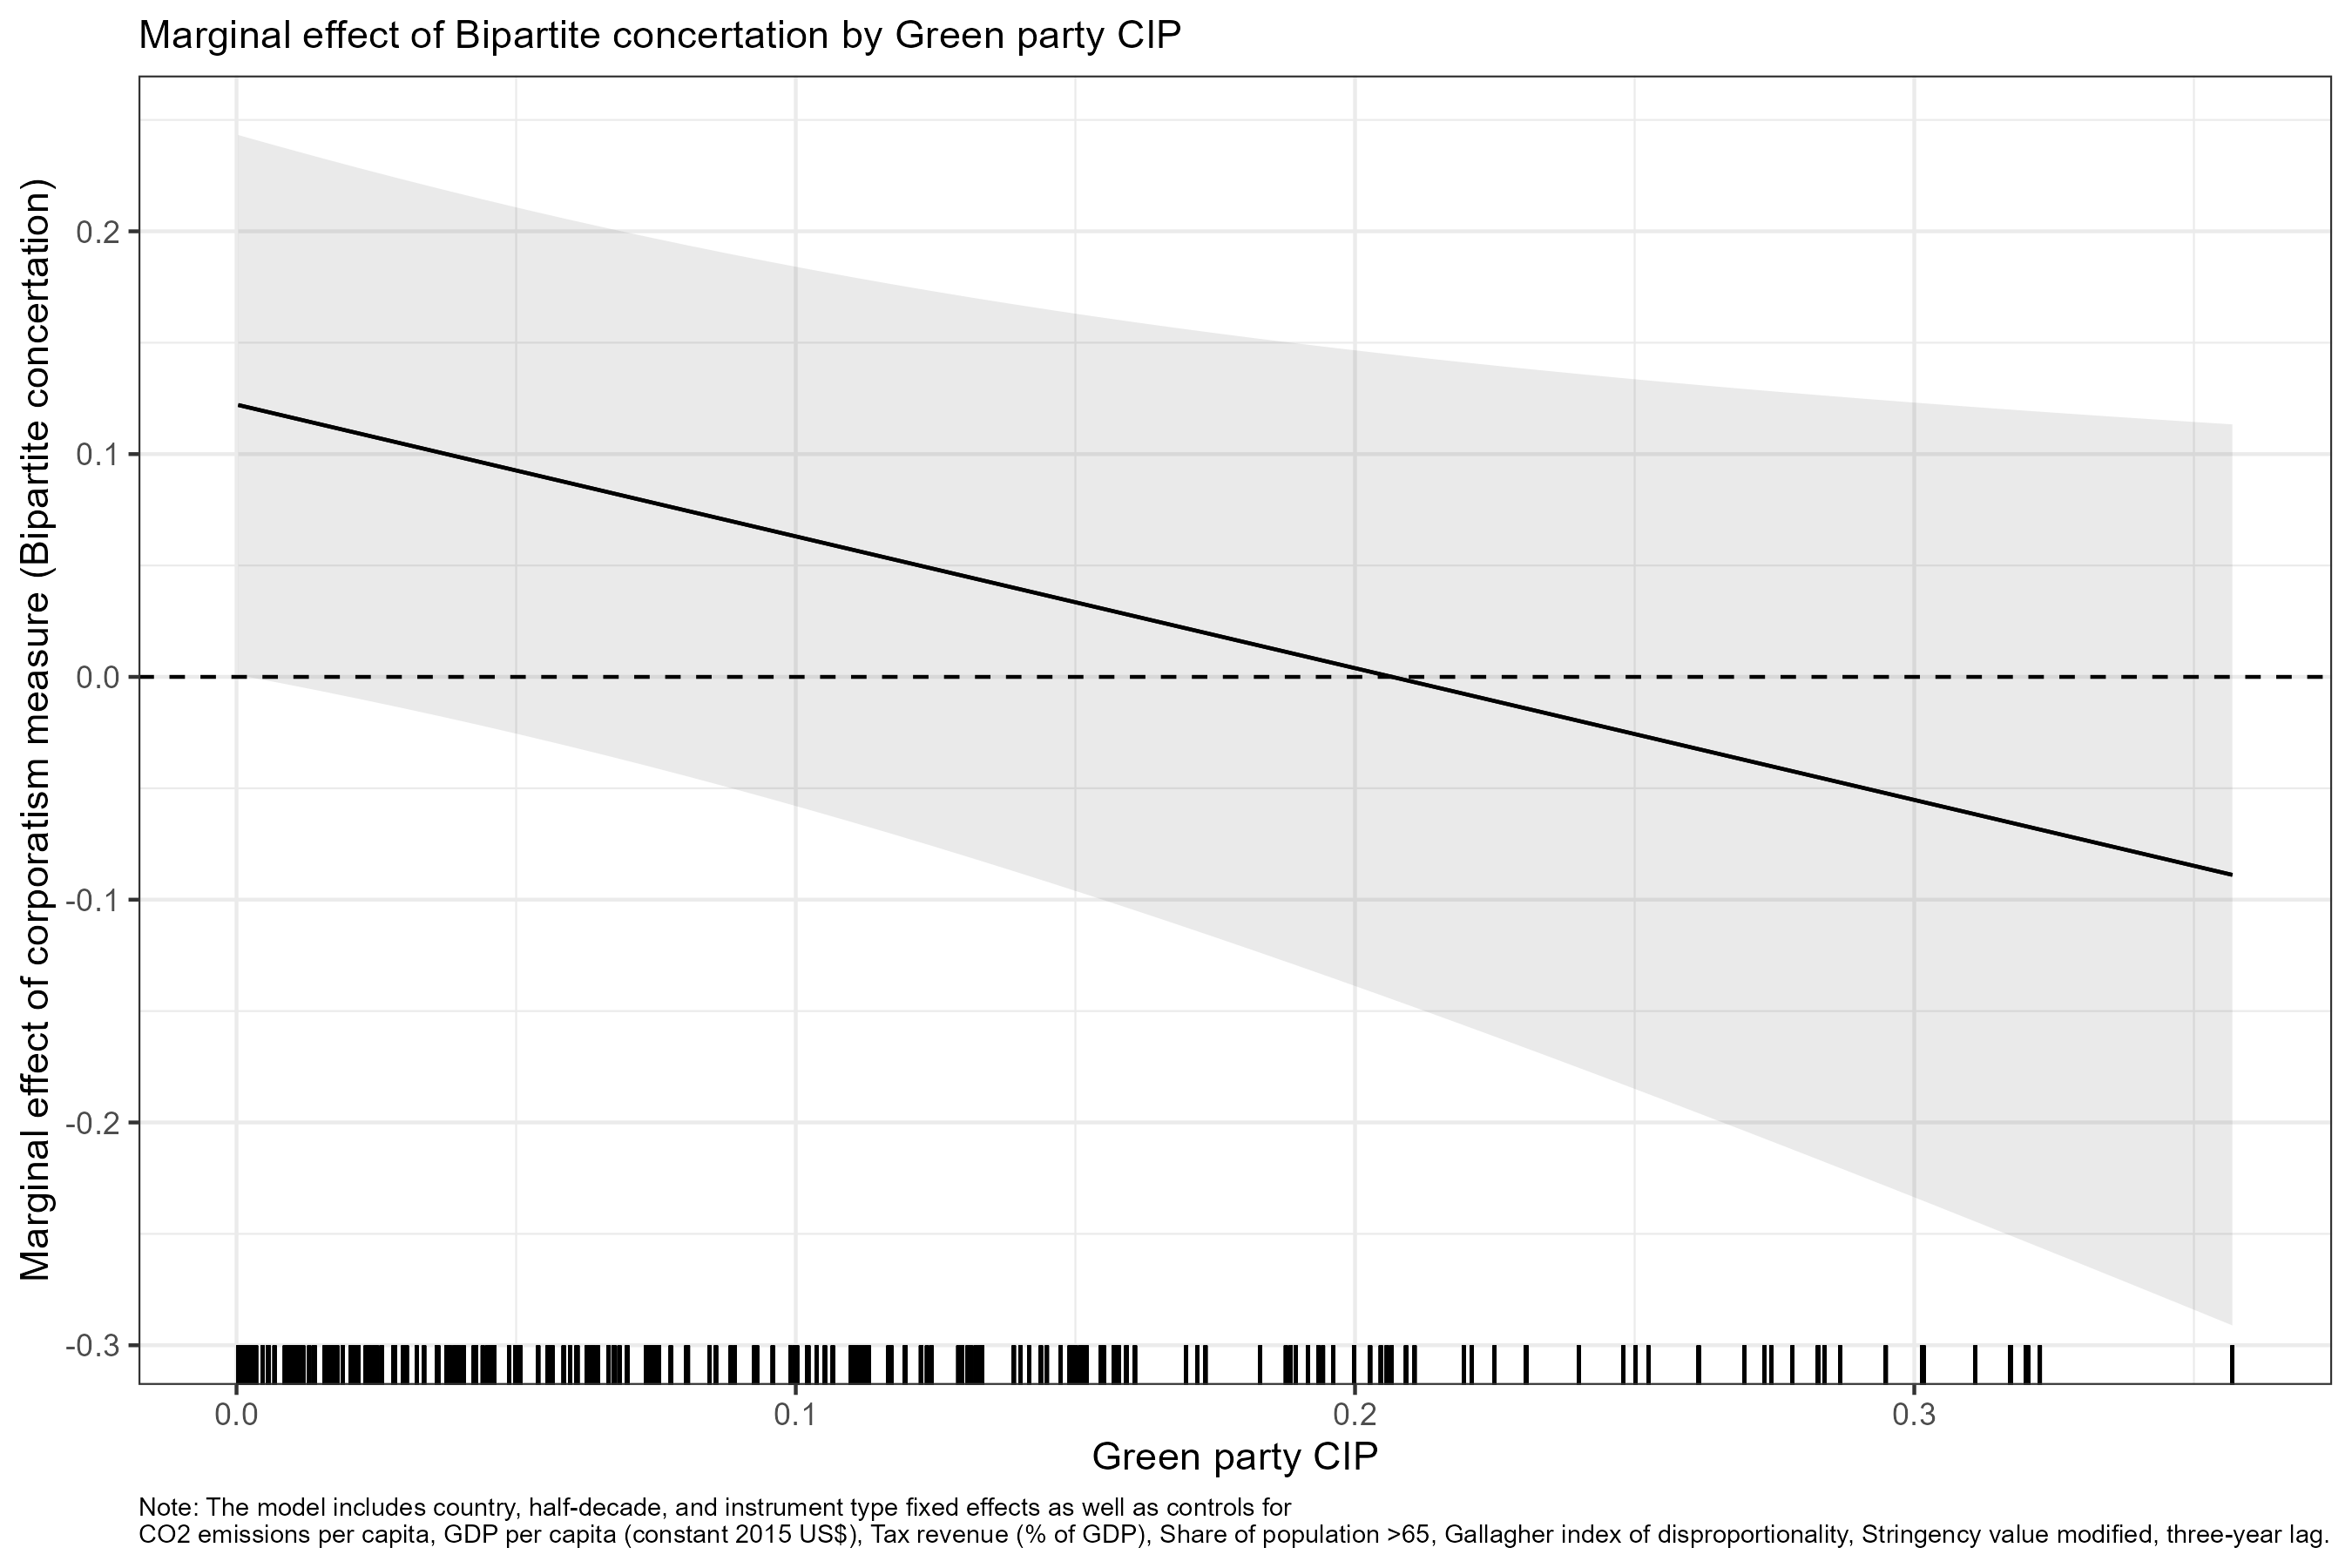 Marginal effect of Bipartite concertation by Green party CIP
Marginal effect of corporatism measure (Bipartite concertation)
0.2
0.1
0.0
-0.1
-0.2
-0.3
0.0
0.1
0.2
0.3
Green party CIP
Note: The model includes country, half-decade, and instrument type fixed effects as well as controls for
CO2 emissions per capita, GDP per capita (constant 2015 US$), Tax revenue (% of GDP), Share of population >65, Gallagher index of disproportionality, Stringency value modified, three-year lag.